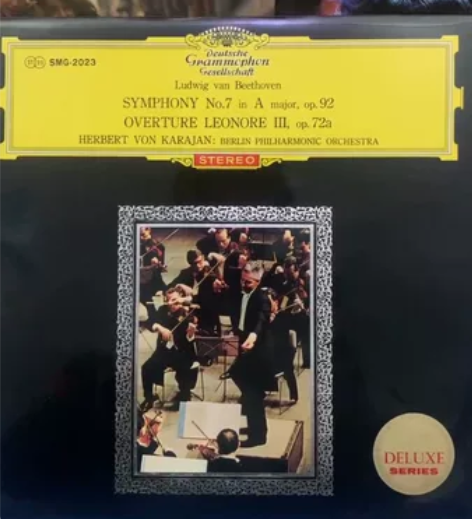 Deutsche
Grammophon
Gesellschaft
SMG-2023
Ludwig van Beethoven
SYMPHONY No.7 in A major, op.92
OVERTURE LEONORE III, op.72a
HERBERT VON KARAJAN: BERLIN PHILHARMONIC ORCHESTRA
STEREO
DELUXE
SERIES